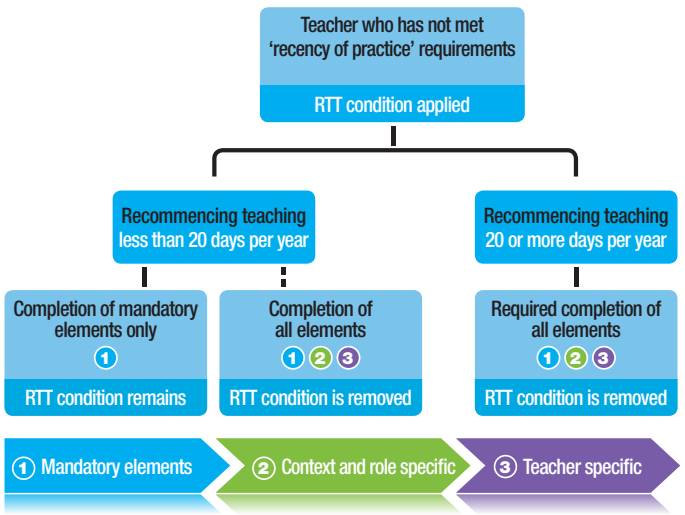 Teacher who has not met
‘recency of practice’ requirements
RTT condition applied
Recommencing teaching
less than 20 days per year
Recommencing teaching
20 or more days per year
Completion of mandatory
elements only
1
RTT condition remains
Completion of
all elements
1 2 3
RTT condition is removed
Required completion of
all elements
1 2 3
RTT condition is removed
1 Mandatory elements
2 Context and role specific
3 Teacher specific